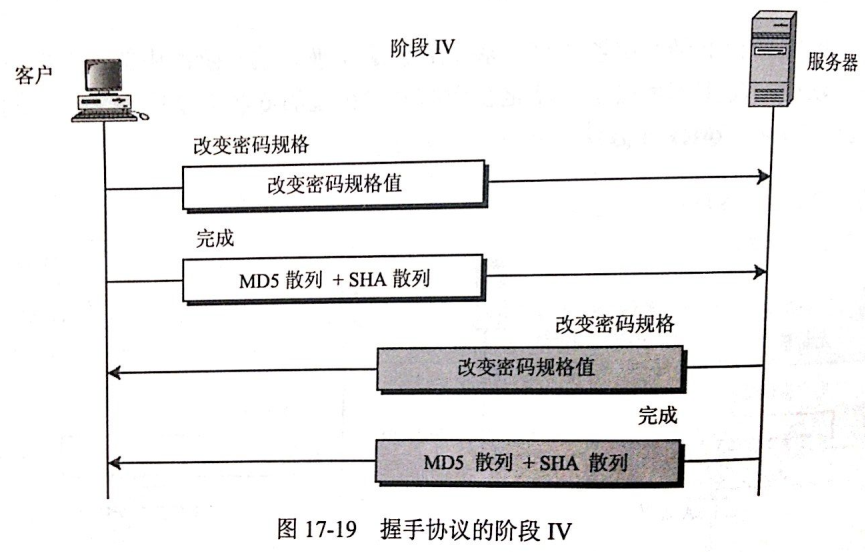 阶段 IV
客户
服务器
改变密码规格
改变密码规格值
完成
MD5 散列 + SHA 散列
改变密码规格
改变密码规格值
完成
MD5 散列 + SHA 散列
图 17-19 握手协议的阶段 IV